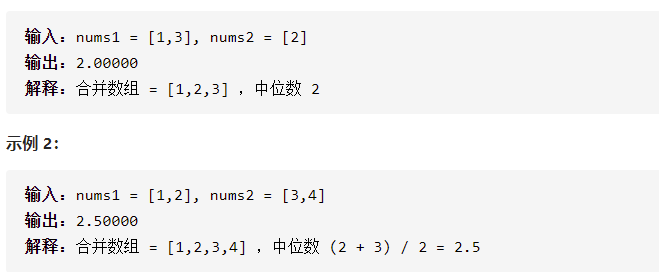 输入：nums1 = [1,3], nums2 = [2]
输出：2.00000
解释：合并数组 = [1,2,3] ，中位数 2
示例 2：
输入：nums1 = [1,2], nums2 = [3,4]
输出：2.50000
解释：合并数组 = [1,2,3,4] ，中位数 (2 + 3) / 2 = 2.5